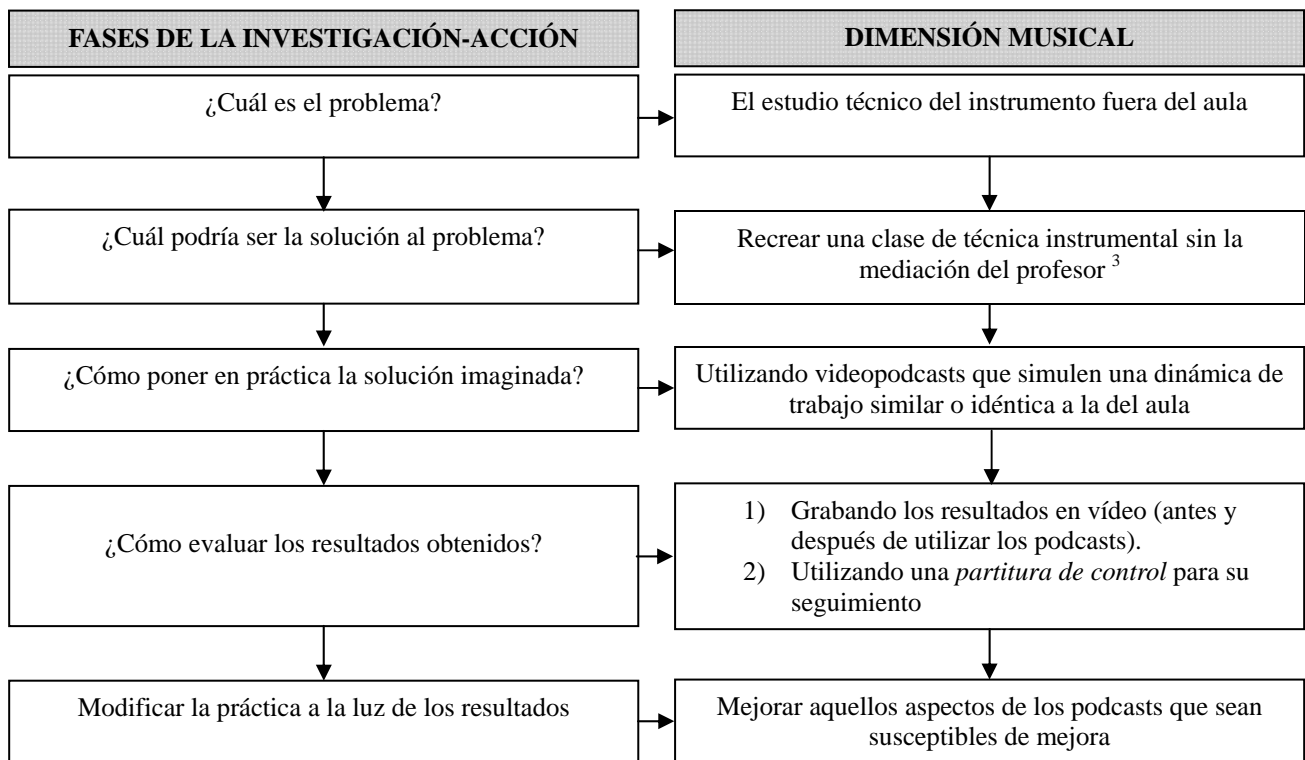 FASES DE LA INVESTIGACIÓN-ACCIÓN
DIMENSIÓN MUSICAL
¿Cuál es el problema?
El estudio técnico del instrumento fuera del aula
¿Cuál podría ser la solución al problema?
Recrear una clase de técnica instrumental sin la
mediación del profesor 3
¿Cómo poner en práctica la solución imaginada?
Utilizando videopodcasts que simulen una dinámica de
trabajo similar o idéntica a la del aula
¿Cómo evaluar los resultados obtenidos?
1) Grabando los resultados en vídeo (antes y
después de utilizar los podcasts).
2) Utilizando una partitura de control para su
seguimiento
Modificar la práctica a la luz de los resultados
Mejorar aquellos aspectos de los podcasts que sean
susceptibles de mejora